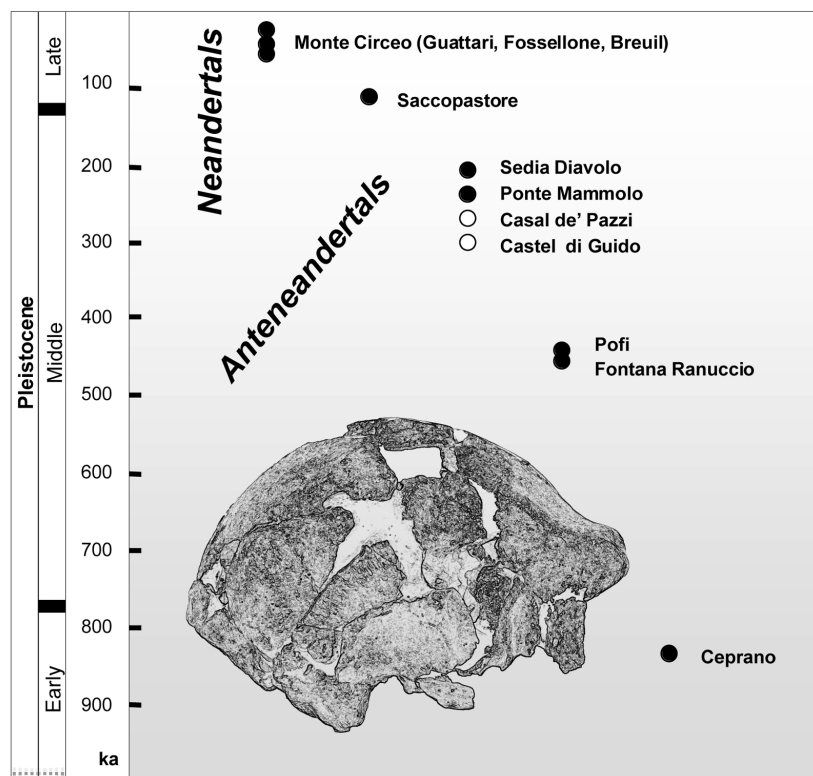 Pleistocene
Late
Middle
Early
100
200
300
400
500
600
700
800
900
ka
Neandertals
Anteneandertals
Monte Circeo (Guattari, Fossellone, Breuil)
Saccopastore
Sedia Diavolo
Ponte Mammolo
Casal de’ Pazzi
Castel di Guido
Pofi
Fontana Ranuccio
Ceprano